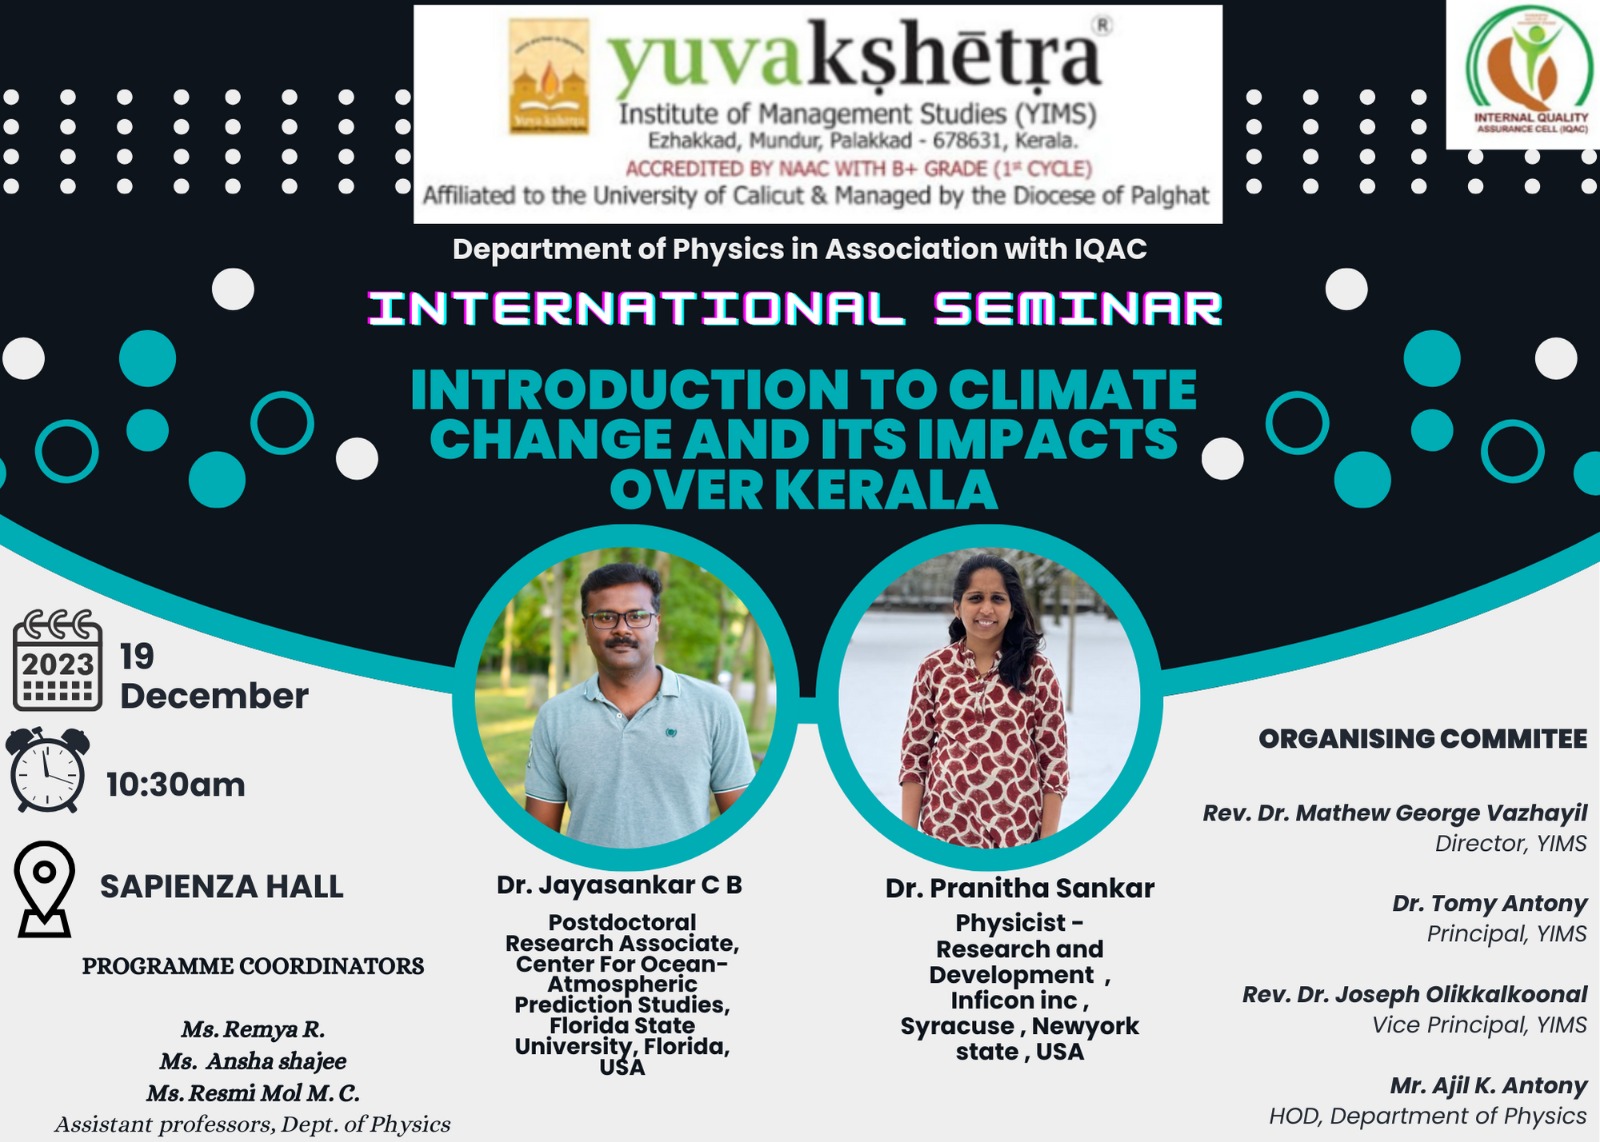 yuvakṣhētṛa®
Institute of Management Studies (YIMS)
Ezhakkad, Mundur, Palakkad - 678631, Kerala.
ACCREDITED BY NAAC WITH B+ GRADE (1st CYCLE)
Affiliated to the University of Calicut & Managed by the Diocese of Palghat
Yuvakshetra
INTERNAL QUALITY
ASSURANCE CELL (IQAC)
Department of Physics in Association with IQAC
INTERNATIONAL SEMINAR
INTRODUCTION TO CLIMATE
CHANGE AND ITS IMPACTS
OVER KERALA
2023
19
December
10:30am
SAPIENZA HALL
PROGRAMME COORDINATORS
Ms. Remya R.
Ms. Ansha shajee
Ms. Resmi Mol M. C.
Assistant professors, Dept. of Physics
Dr. Jayasankar C B
Postdoctoral
Research Associate,
Center For Ocean-
Atmospheric
Prediction Studies,
Florida State
University, Florida,
USA
Dr. Pranitha Sankar
Physicist -
Research and
Development ,
Inficon inc ,
Syracuse , Newyork
state , USA
ORGANISING COMMITEE
Rev. Dr. Mathew George Vazhayil
Director, YIMS
Dr. Tomy Antony
Principal, YIMS
Rev. Dr. Joseph Olikkalkoonal
Vice Principal, YIMS
Mr. Ajil K. Antony
HOD, Department of Physics